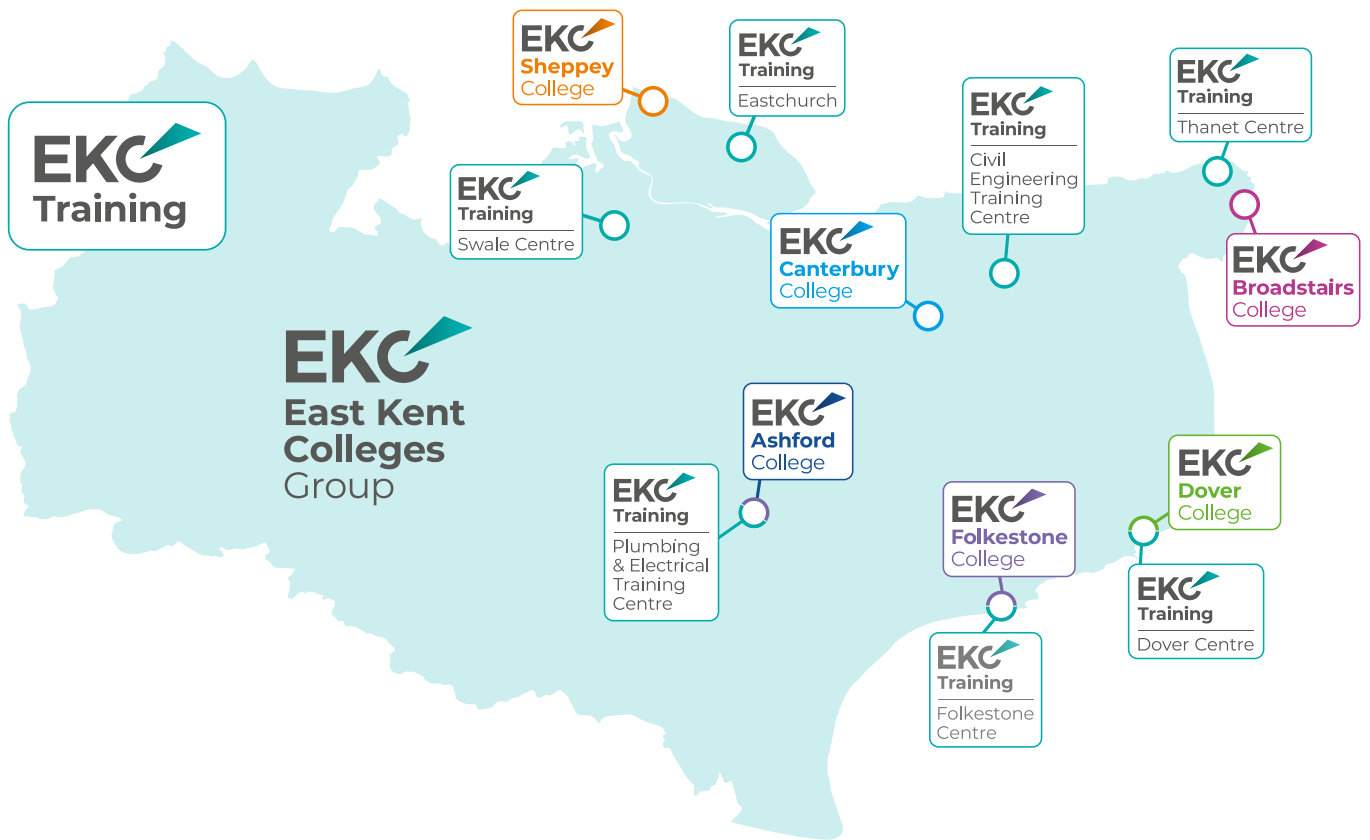 EKC
Sheppey
College
EKC
Training
Eastchurch
EKC
Training
Thanet Centre
EKC
Training
Civil
Engineering
Training
Centre
EKC
Training
EKC
Training
Swale Centre
EKC
Canterbury
College
EKC
Broadstairs
College
EKC
East Kent
Colleges
Group
EKC
Ashford
College
EKC
Training
Plumbing
& Electrical
Training
Centre
EKC
Folkestone
College
EKC
Dover
College
EKC
Training
Dover Centre
EKC
Training
Folkestone
Centre